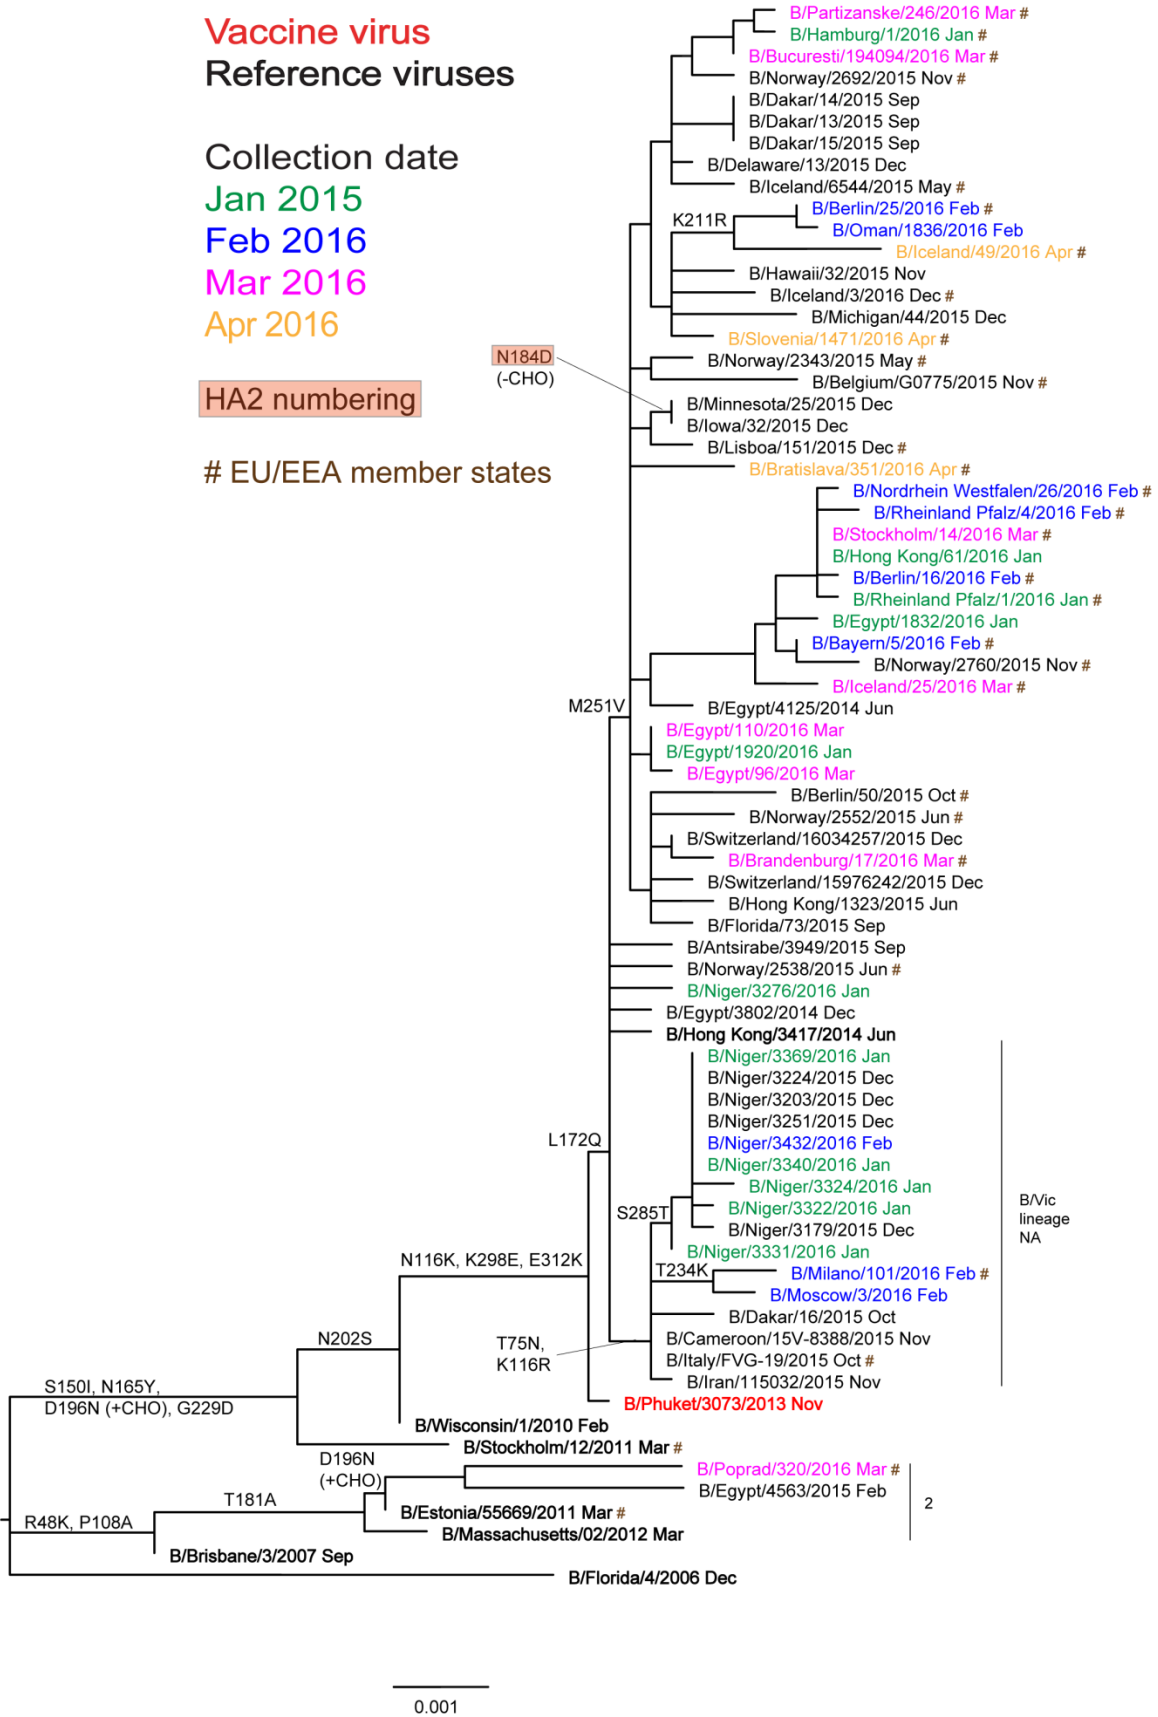 Vaccine virus
Reference viruses
Collection date
Jan 2015
Feb 2016
Mar 2016
Apr 2016
HA2 numbering
# EU/EEA member states
B/Partizanske/246/2016 Mar #
B/Hamburg/1/2016 Jan #
B/Bucuresti/194094/2016 Mar #
B/Norway/2692/2015 Nov #
B/Dakar/14/2015 Sep
B/Dakar/13/2015 Sep
B/Dakar/15/2015 Sep
B/Delaware/13/2015 Dec
B/Iceland/6544/2015 May #
K211R
B/Berlin/25/2016 Feb #
B/Oman/1836/2016 Feb
B/Iceland/49/2016 Apr #
B/Hawaii/32/2015 Nov
B/Iceland/3/2016 Dec #
B/Michigan/44/2015 Dec
B/Slovenia/1471/2016 Apr #
N184D
(-CHO)
B/Norway/2343/2015 May #
B/Belgium/G0775/2015 Nov #
B/Minnesota/25/2015 Dec
B/Iowa/32/2015 Dec
B/Lisboa/151/2015 Dec #
B/Bratislava/351/2016 Apr #
B/Nordrhein Westfalen/26/2016 Feb #
B/Rheinland Pfalz/4/2016 Feb #
B/Stockholm/14/2016 Mar #
B/Hong Kong/61/2016 Jan
B/Berlin/16/2016 Feb #
B/Rheinland Pfalz/1/2016 Jan #
B/Egypt/1832/2016 Jan
B/Bayern/5/2016 Feb #
B/Norway/2760/2015 Nov #
B/Iceland/25/2016 Mar #
M251V
B/Egypt/4125/2014 Jun
B/Egypt/110/2016 Mar
B/Egypt/1920/2016 Jan
B/Egypt/96/2016 Mar
B/Berlin/50/2015 Oct #
B/Norway/2552/2015 Jun #
B/Switzerland/16034257/2015 Dec
B/Brandenburg/17/2016 Mar #
B/Switzerland/15976242/2015 Dec
B/Hong Kong/1323/2015 Jun
B/Florida/73/2015 Sep
B/Antsirabe/3949/2015 Sep
B/Norway/2538/2015 Jun #
B/Niger/3276/2016 Jan
B/Egypt/3802/2014 Dec
B/Hong Kong/3417/2014 Jun
B/Niger/3369/2016 Jan
B/Niger/3224/2015 Dec
B/Niger/3203/2015 Dec
B/Niger/3251/2015 Dec
L172Q
B/Niger/3432/2016 Feb
B/Niger/3340/2016 Jan
B/Niger/3324/2016 Jan
S285T
B/Niger/3322/2016 Jan
B/Niger/3179/2015 Dec
B/Niger/3331/2016 Jan
B/Vic
lineage
NA
N116K, K298E, E312K
T234K
B/Milano/101/2016 Feb #
B/Moscow/3/2016 Feb
B/Dakar/16/2015 Oct
N202S
T75N,
K116R
B/Cameroon/15V-8388/2015 Nov
B/Italy/FVG-19/2015 Oct #
B/Iran/115032/2015 Nov
S150I, N165Y,
D196N (+CHO), G229D
B/Phuket/3073/2013 Nov
B/Wisconsin/1/2010 Feb
B/Stockholm/12/2011 Mar #
D196N
(+CHO)
B/Poprad/320/2016 Mar #
B/Egypt/4563/2015 Feb
T181A
2
B/Estonia/55669/2011 Mar #
R48K, P108A
B/Massachusetts/02/2012 Mar
B/Brisbane/3/2007 Sep
B/Florida/4/2006 Dec
0.001